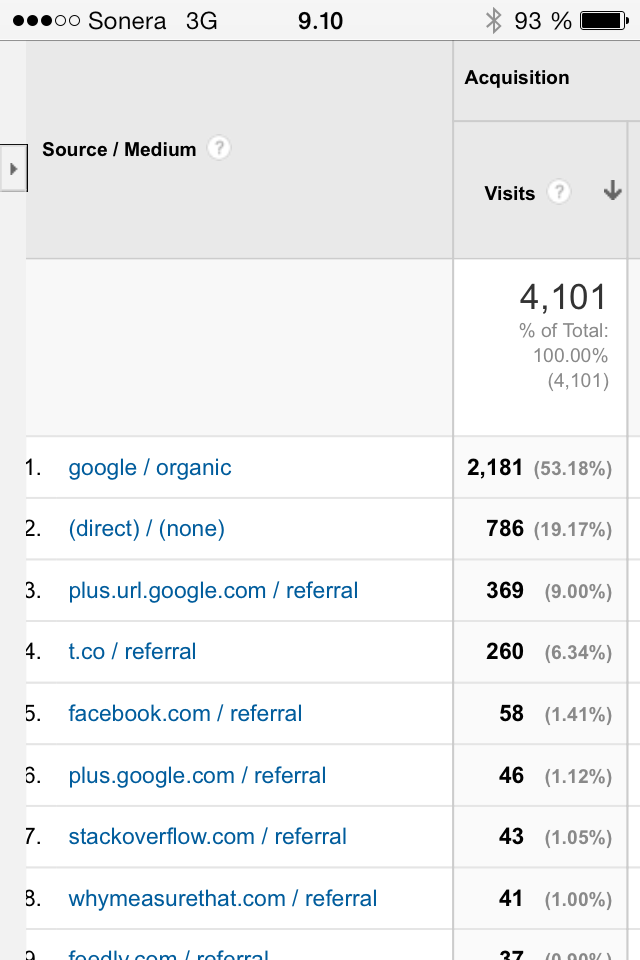 Sonera 3G 9.10 93 %
Acquisition
Source / Medium ?
Visits ?
4,101
% of Total:
100.00%
(4,101)
1. google / organic 2,181 (53.18%)
2. (direct) / (none) 786 (19.17%)
3. plus.url.google.com / referral 369 (9.00%)
4. t.co / referral 260 (6.34%)
5. facebook.com / referral 58 (1.41%)
6. plus.google.com / referral 46 (1.12%)
7. stackoverflow.com / referral 43 (1.05%)
8. whymeasurethat.com / referral 41 (1.00%)
9. feedly.com / referral 37 (0.90%)